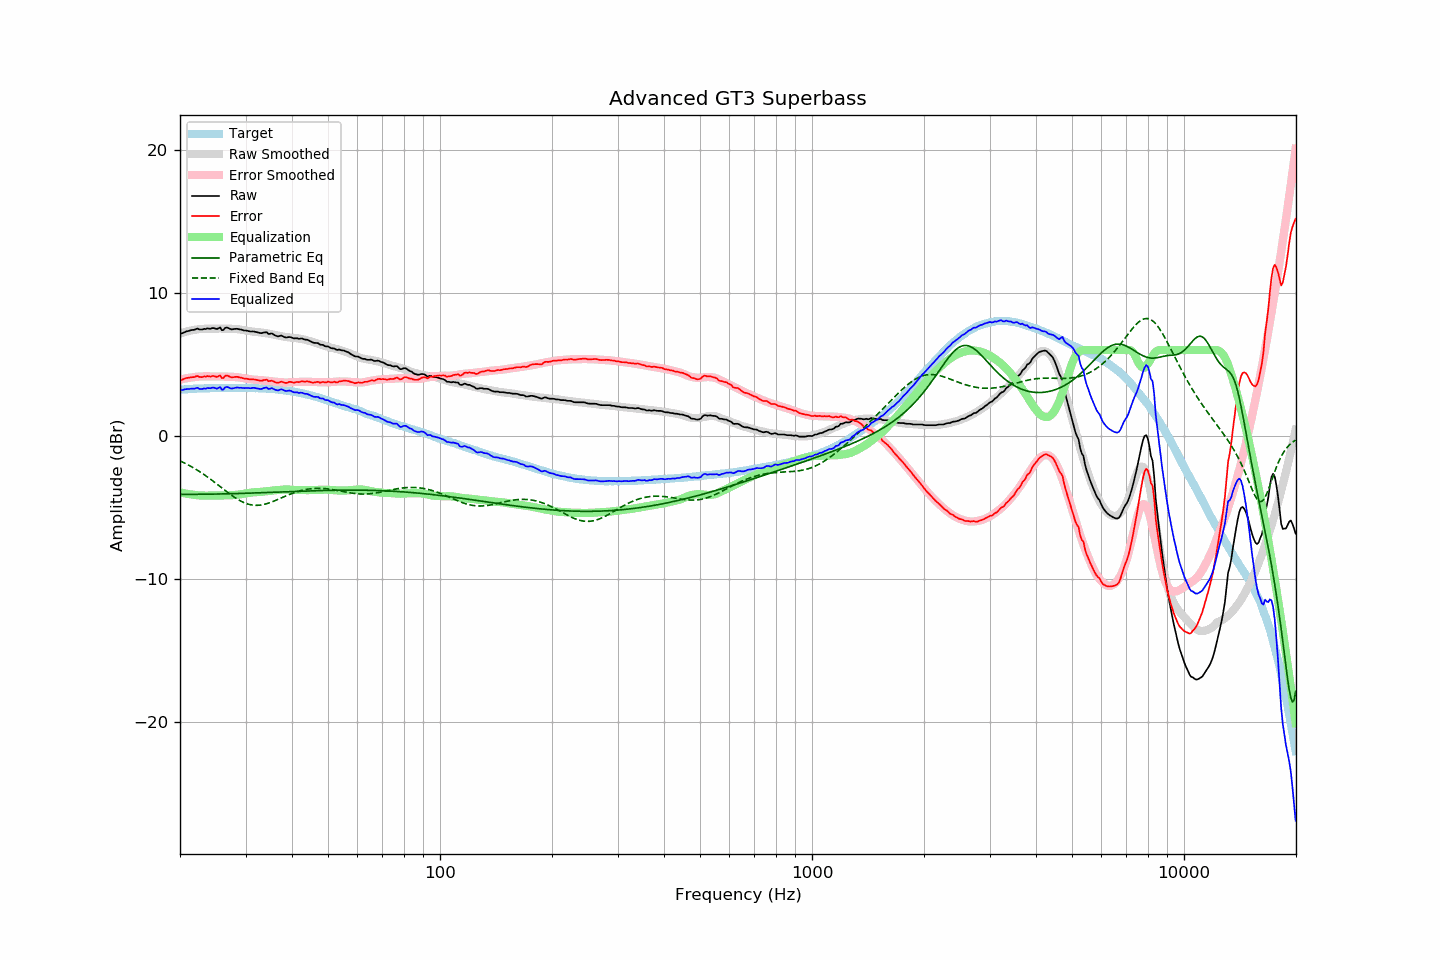 Advanced GT3 Superbass
Target
Raw Smoothed
Error Smoothed
Raw
Error
Equalization
Parametric Eq
Fixed Band Eq
Equalized
20
10
0
−10
−20
Amplitude (dBr)
100
1000
10000
Frequency (Hz)